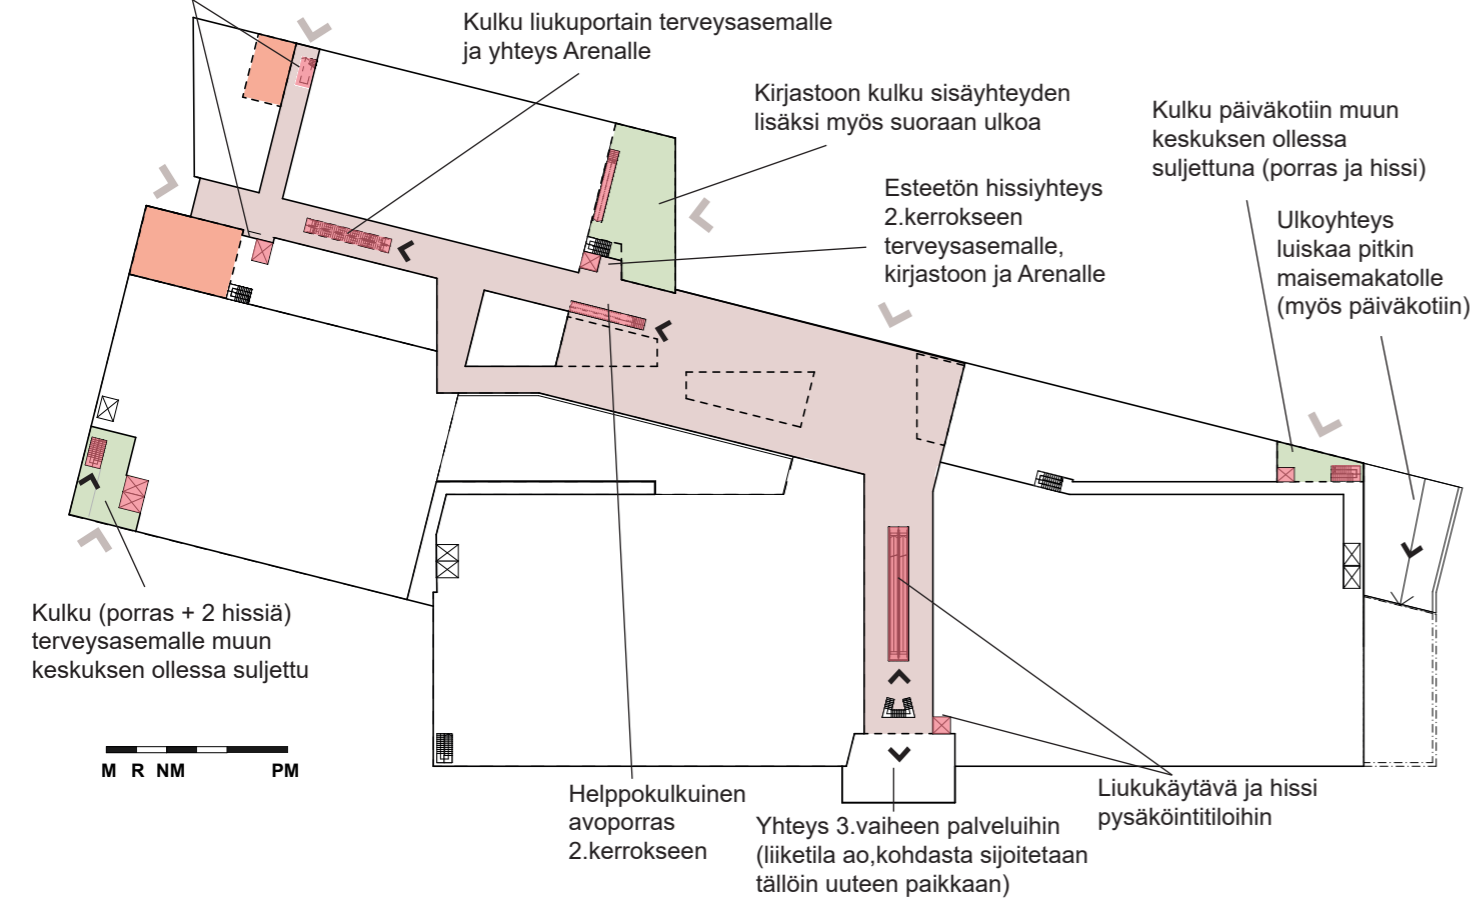 Kulku liukuportain terveysasemalle
ja yhteys Arenalle
Kirjastoon kulku sisäyhteyden
lisäksi myös suoraan ulkoa
Kulku päiväkotiin muun
keskuksen ollessa
suljettuna (porras ja hissi)
Esteetön hissiyhteys
2.kerrokseen
terveysasemalle,
kirjastoon ja Arenalle
Ulkoyhteys
luiskaa pitkin
maisemakatolle
(myös päiväkotiin)
Kulku (porras + 2 hissiä)
terveysasemalle muun
keskuksen ollessa suljettu
M R NM PM
Helppokulkuinen
avoporras
2.kerrokseen
Yhteys 3.vaiheen palveluihin
(liiketila ao,kohdasta sijoitetaan
tällöin uuteen paikkaan)
Liukukäytävä ja hissi
pysäköintitiloihin